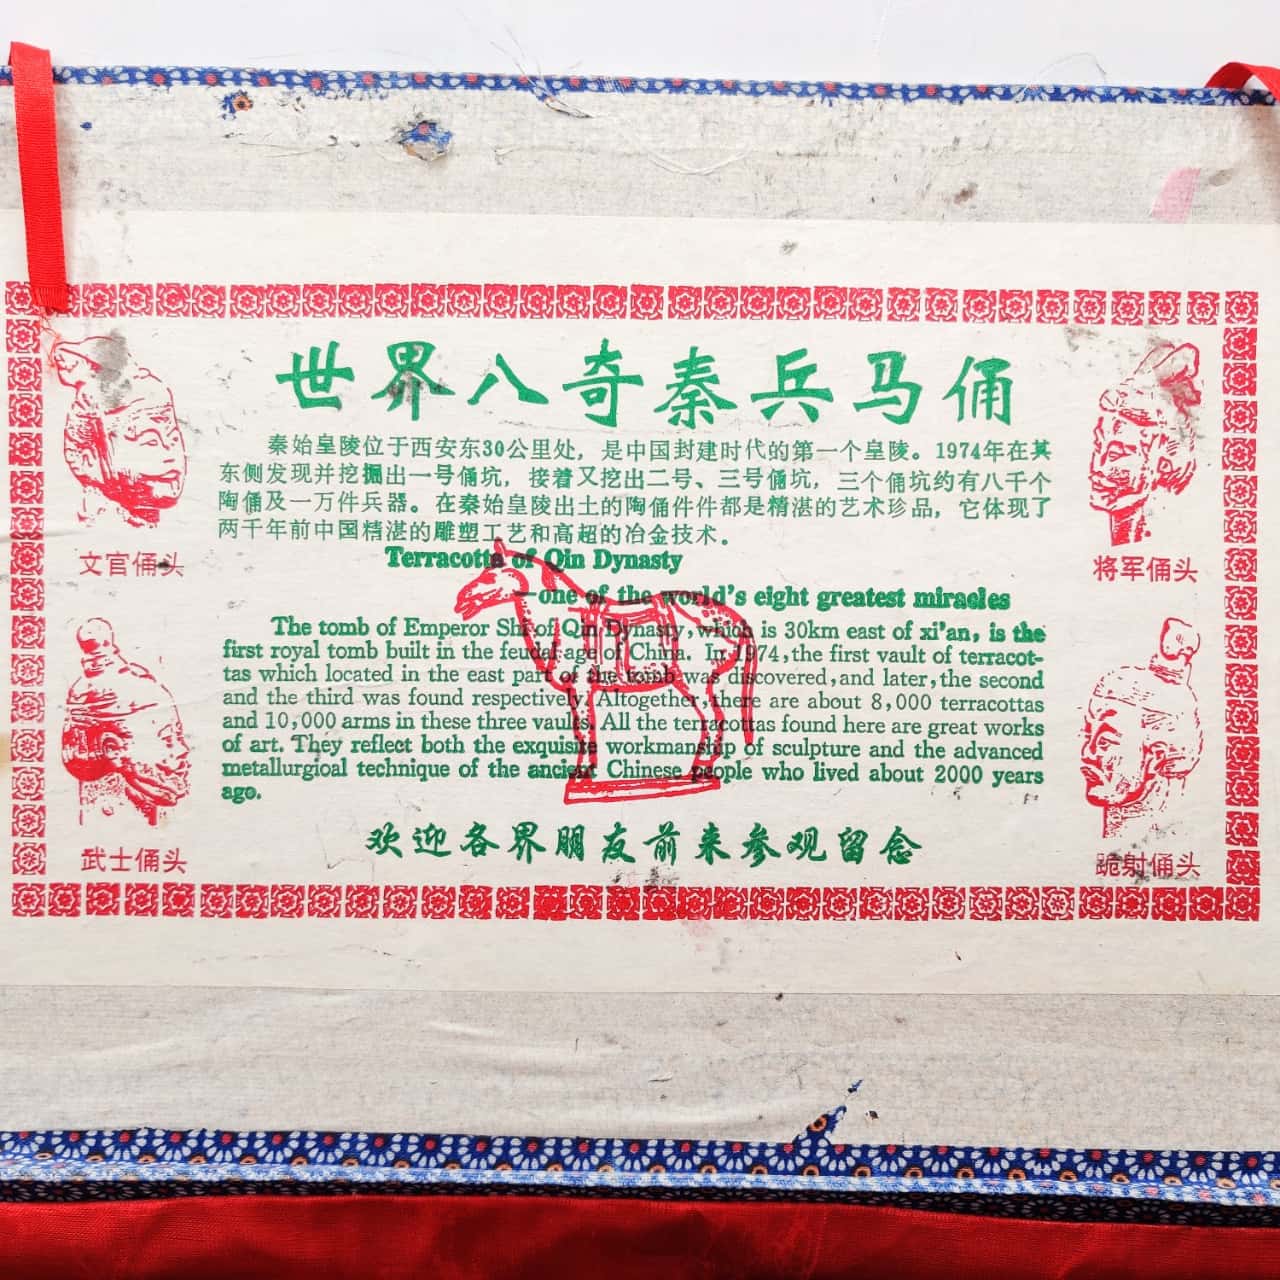 世界八奇秦兵马俑
秦始皇陵位于西安东30公里处，是中国封建时代的第一个皇陵。1974年在其
东侧发现并挖掘出一号俑坑，接着又挖出二号、三号俑坑，三个俑坑约有八千个
陶俑及一万件兵器。在秦始皇陵出土的陶俑件件都是精湛的艺术珍品，它体现了
两千年前中国精湛的雕塑工艺和高超的冶金技术。
Terracotta of Qin Dynasty
—one of the world's eight greatest miracles
The tomb of Emperor Shi of Qin Dynasty, which is 30km east of xi'an, is the
first royal tomb built in the feudal age of China. In 1974, the first vault of terracot-
tas which located in the east part of the tomb was discovered, and later, the second
and the third was found respectively. Altogether, there are about 8,000 terracottas
and 10,000 arms in these three vaults. All the terracottas found here are great works
of art. They reflect both the exquisite workmanship of sculpture and the advanced
metallurgioal technique of the ancient Chinese people who lived about 2000 years
ago.
欢迎各界朋友前来参观留念
文官俑头
将军俑头
武士俑头
跪射俑头